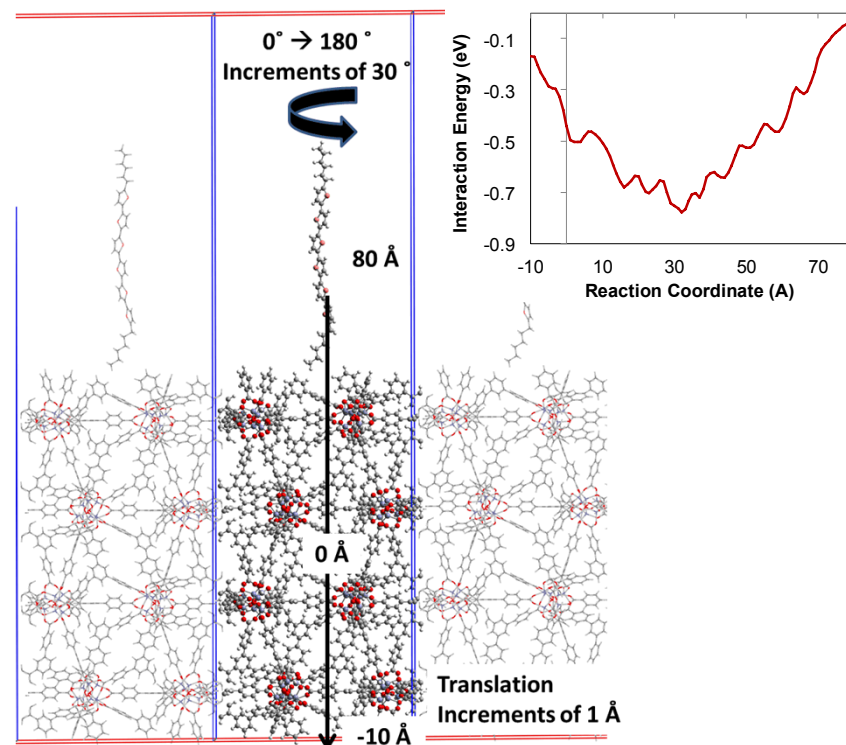 0˚ → 180 ˚
Increments of 30 ˚
80 Å
0 Å
-10 Å
Translation
Increments of 1 Å
Interaction Energy (eV)
-0.1
-0.3
-0.5
-0.7
-0.9
-10 10 30 50 70
Reaction Coordinate (A)